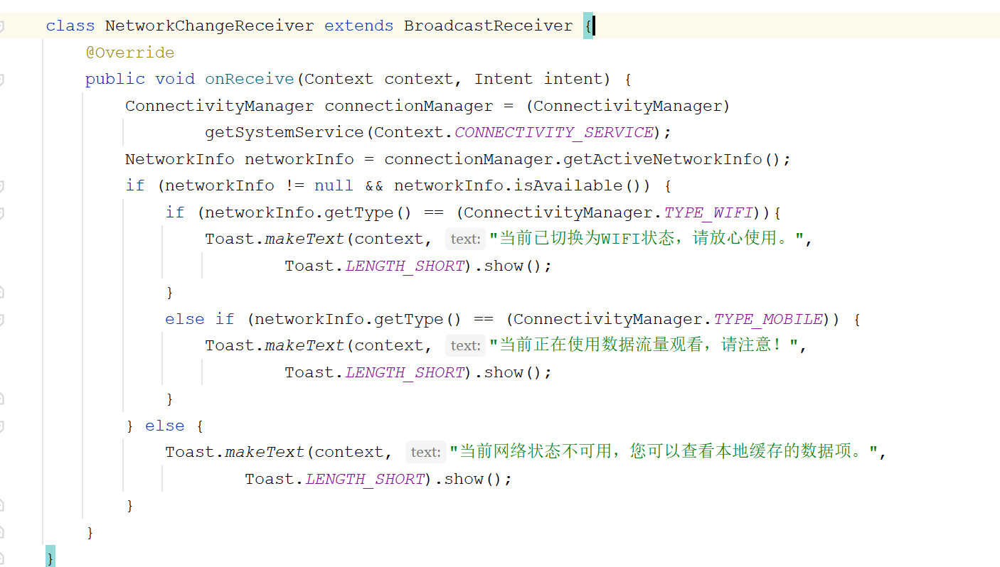 class NetworkChangeReceiver extends BroadcastReceiver {
@Override
public void onReceive(Context context, Intent intent) {
ConnectivityManager connectionManager = (ConnectivityManager)
getSystemService(Context.CONNECTIVITY_SERVICE);
NetworkInfo networkInfo = connectionManager.getActiveNetworkInfo();
if (networkInfo != null && networkInfo.isAvailable()) {
if (networkInfo.getType() == (ConnectivityManager.TYPE_WIFI)){
Toast.makeText(context, text: "当前已切换为WIFI状态，请放心使用。",
Toast.LENGTH_SHORT).show();
}
else if (networkInfo.getType() == (ConnectivityManager.TYPE_MOBILE)) {
Toast.makeText(context, text: "当前正在使用数据流量观看，请注意！",
Toast.LENGTH_SHORT).show();
}
} else {
Toast.makeText(context, text: "当前网络状态不可用，您可以查看本地缓存的数据项。",
Toast.LENGTH_SHORT).show();
}
}
}